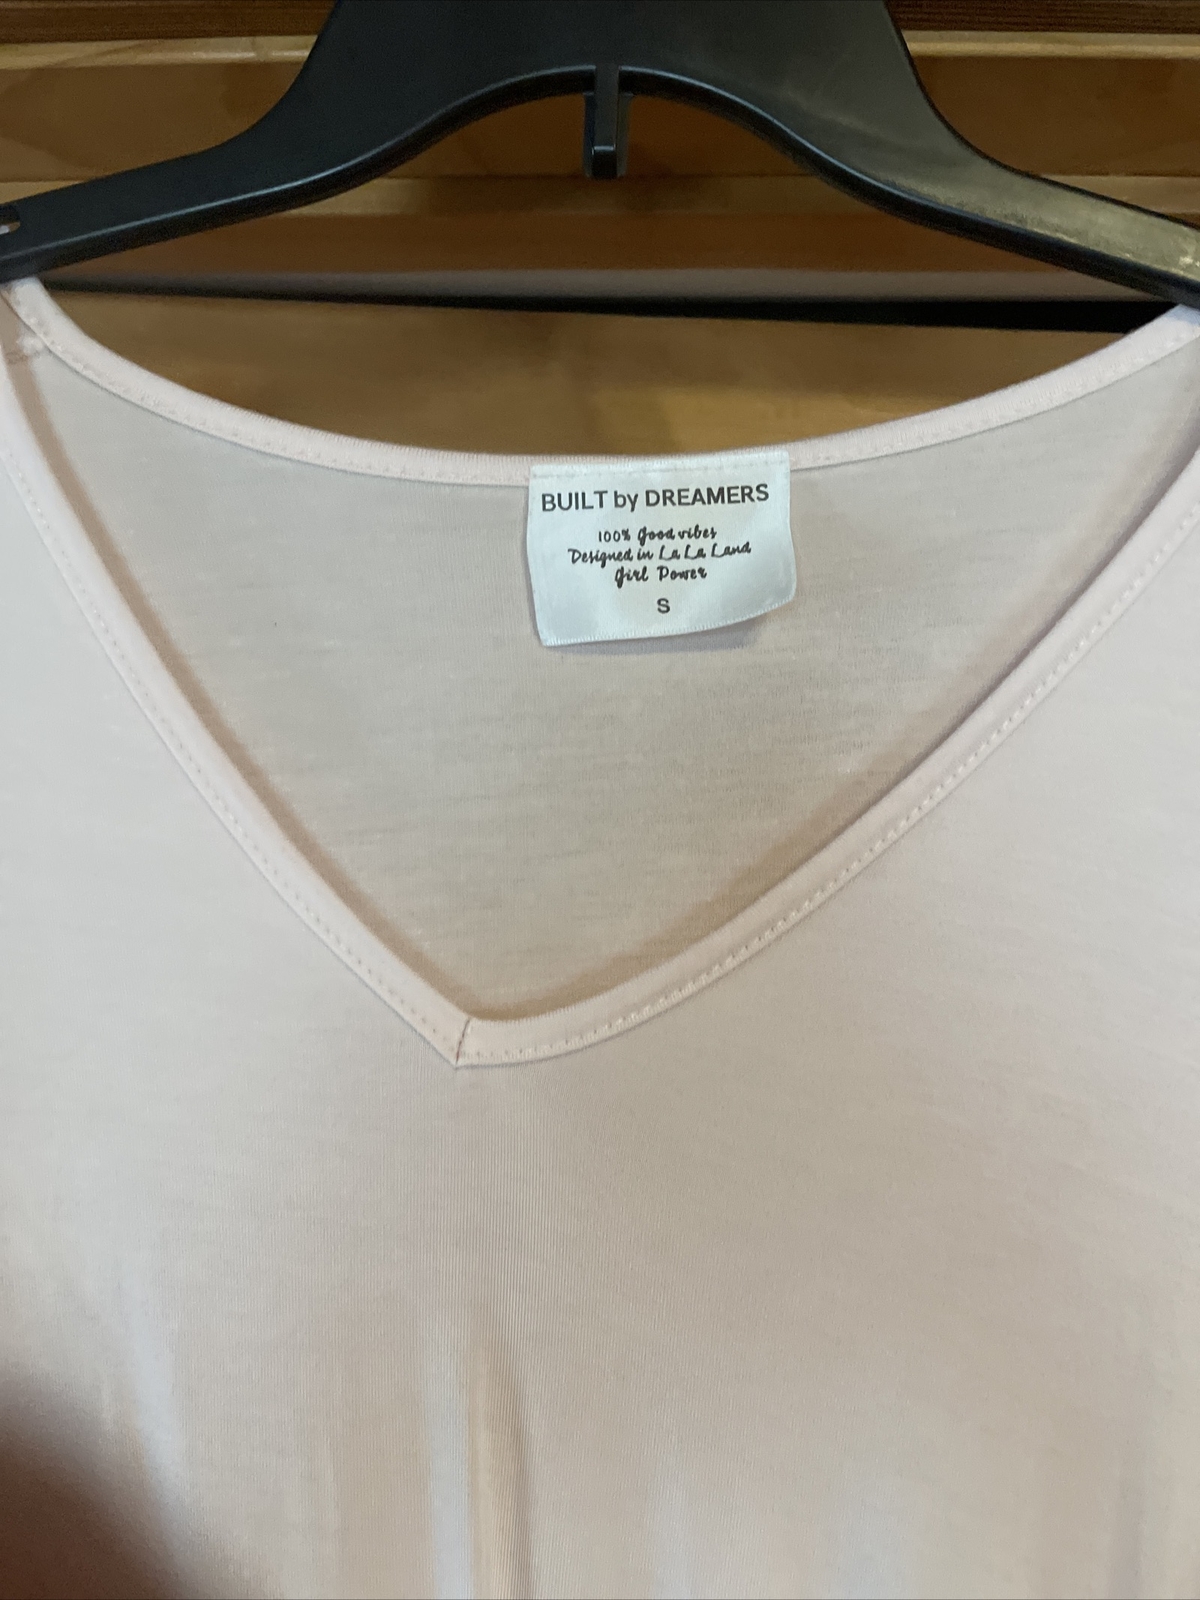 BUILT by DREAMERS
100% good vibes
Designed in La La Land
Girl Power
S